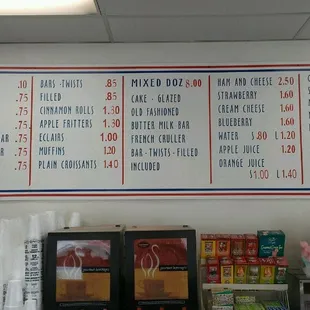 .10
.75
.75
.75
BAR .75
.75
.75
BARS · TWISTS .85
FILLED .85
CINNAMON ROLLS 1.30
APPLE FRITTERS 1.30
ECLAIRS 1.00
MUFFINS 1.20
PLAIN CROISSANTS 1.40
MIXED DOZ 8.00
CAKE · GLAZED
OLD FASHIONED
BUTTER MILK BAR
FRENCH CRULLER
BAR · TWISTS · FILLED
INCLUDED
HAM AND CHEESE 2.50
STRAWBERRY 1.60
CREAM CHEESE 1.60
BLUEBERRY 1.60
WATER S .80 L 1.20
APPLE JUICE 1.20
ORANGE JUICE
S 1.00 L 1.40